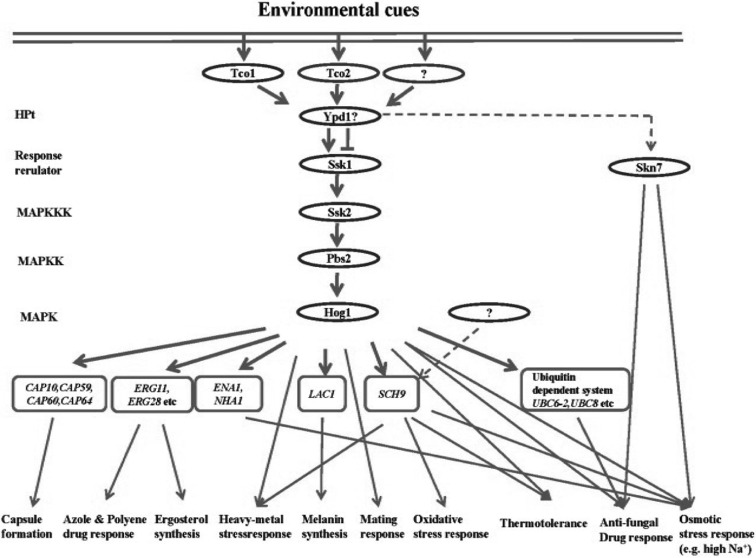 Environmental cues
Tco1
Tco2
?
HPt
Ypd1?
Response
rerulator
Ssk1
Skn7
MAPKKK
Ssk2
MAPKK
Pbs2
MAPK
Hog1
?
CAP10,CAP59,
CAP60,CAP64
ERG11,
ERG28 etc
ENA1,
NHA1
LAC1
SCH9
Ubiquitin
dependent system
UBC6-2,UBC8 etc
Capsule
formation
Azole & Polyene
drug response
Ergosterol
synthesis
Heavy-metal
stressresponse
Melanin
synthesis
Mating
response
Oxidative
stress response
Thermotolerance
Anti-fungal
Drug response
Osmotic
stress response
(e.g. high Na⁺)